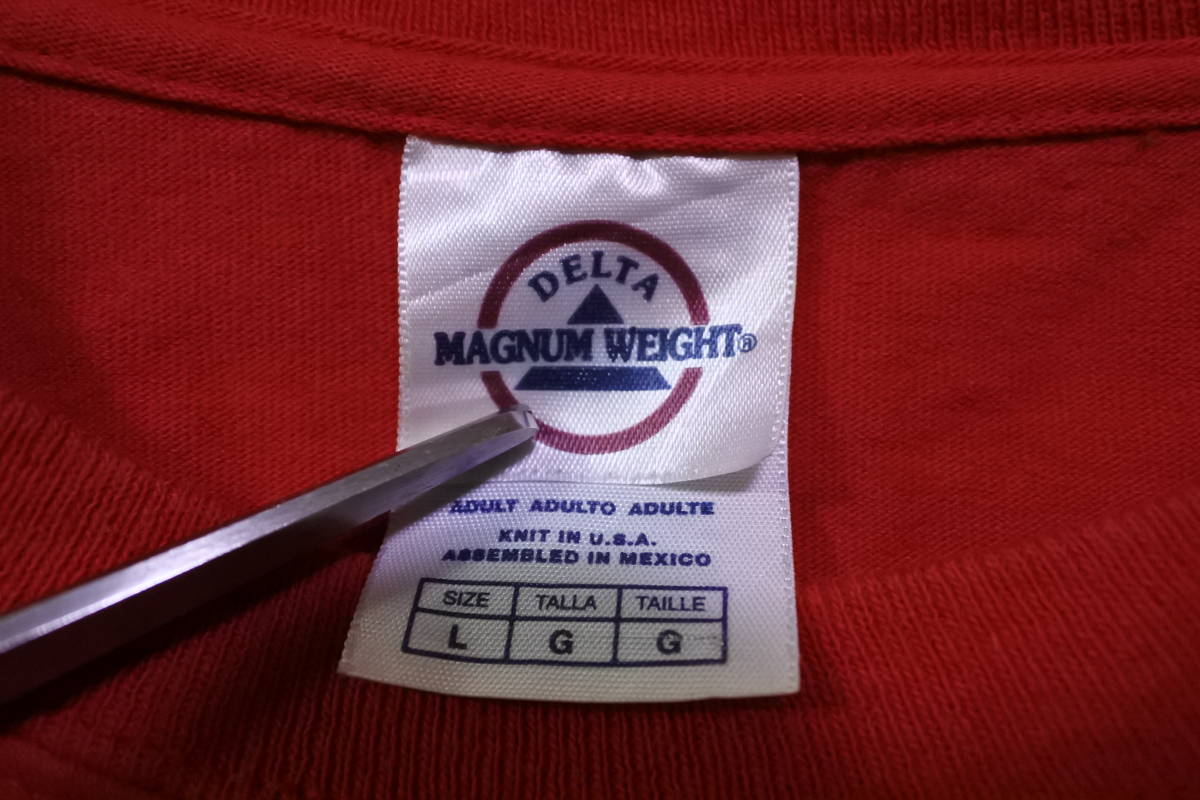 DELTA
MAGNUM WEIGHT®
ADULT ADULTO ADULTE
KNIT IN U.S.A.
ASSEMBLED IN MEXICO
SIZE TALLA TAILLE
L G G